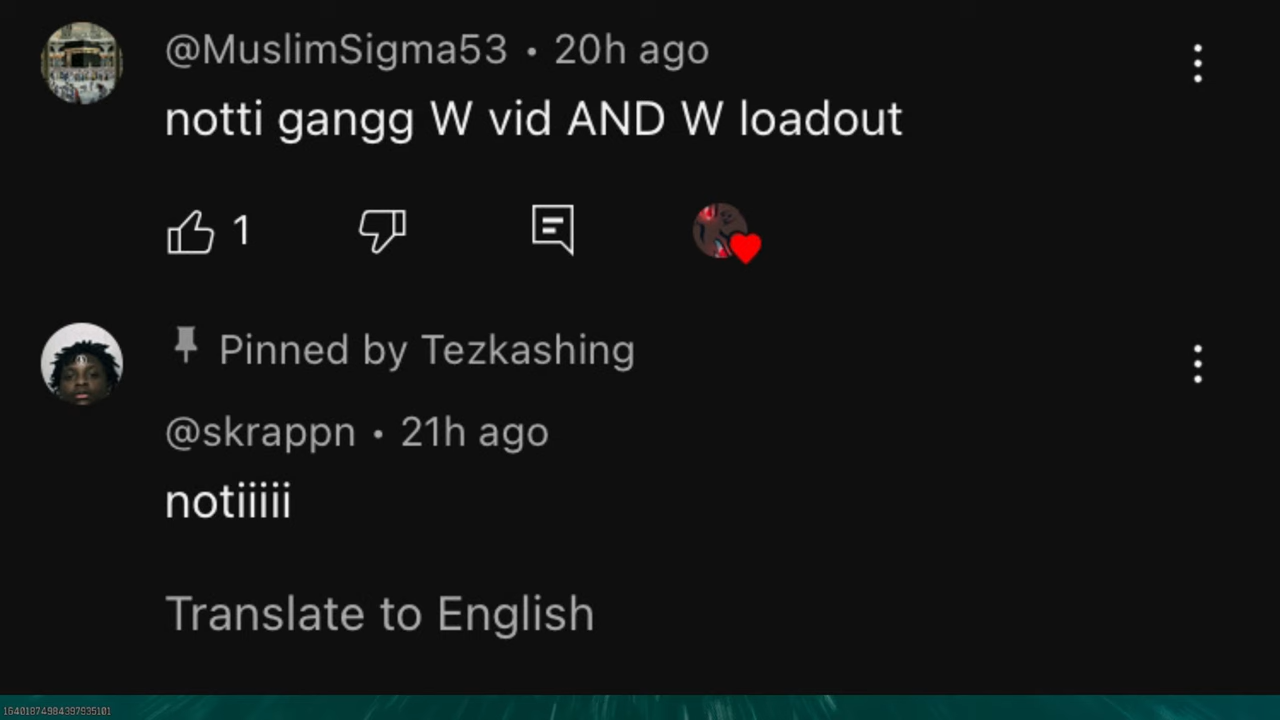 @MuslimSigma53 • 20h ago
notti gangg W vid AND W loadout
1
Pinned by Tezkashing
@skrappn • 21h ago
notiiiii
Translate to English
16401874984397935101